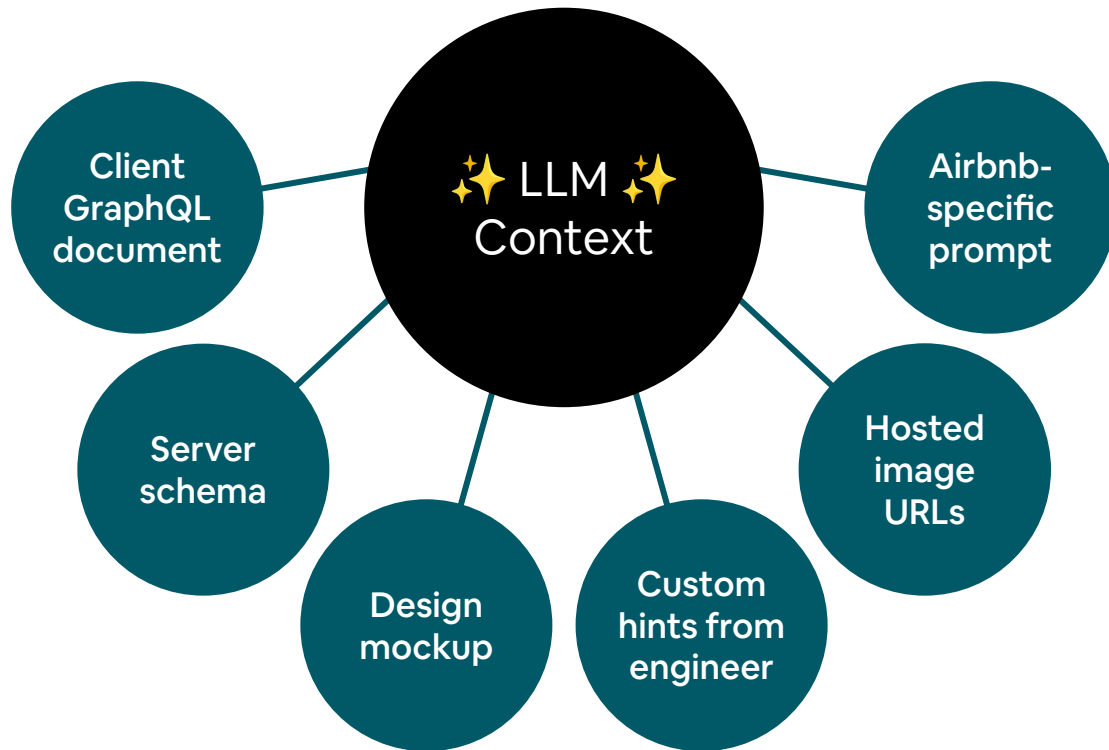 ✨ LLM ✨
Context
Client
GraphQL
document
Server
schema
Design
mockup
Custom
hints from
engineer
Hosted
image
URLs
Airbnb-
specific
prompt